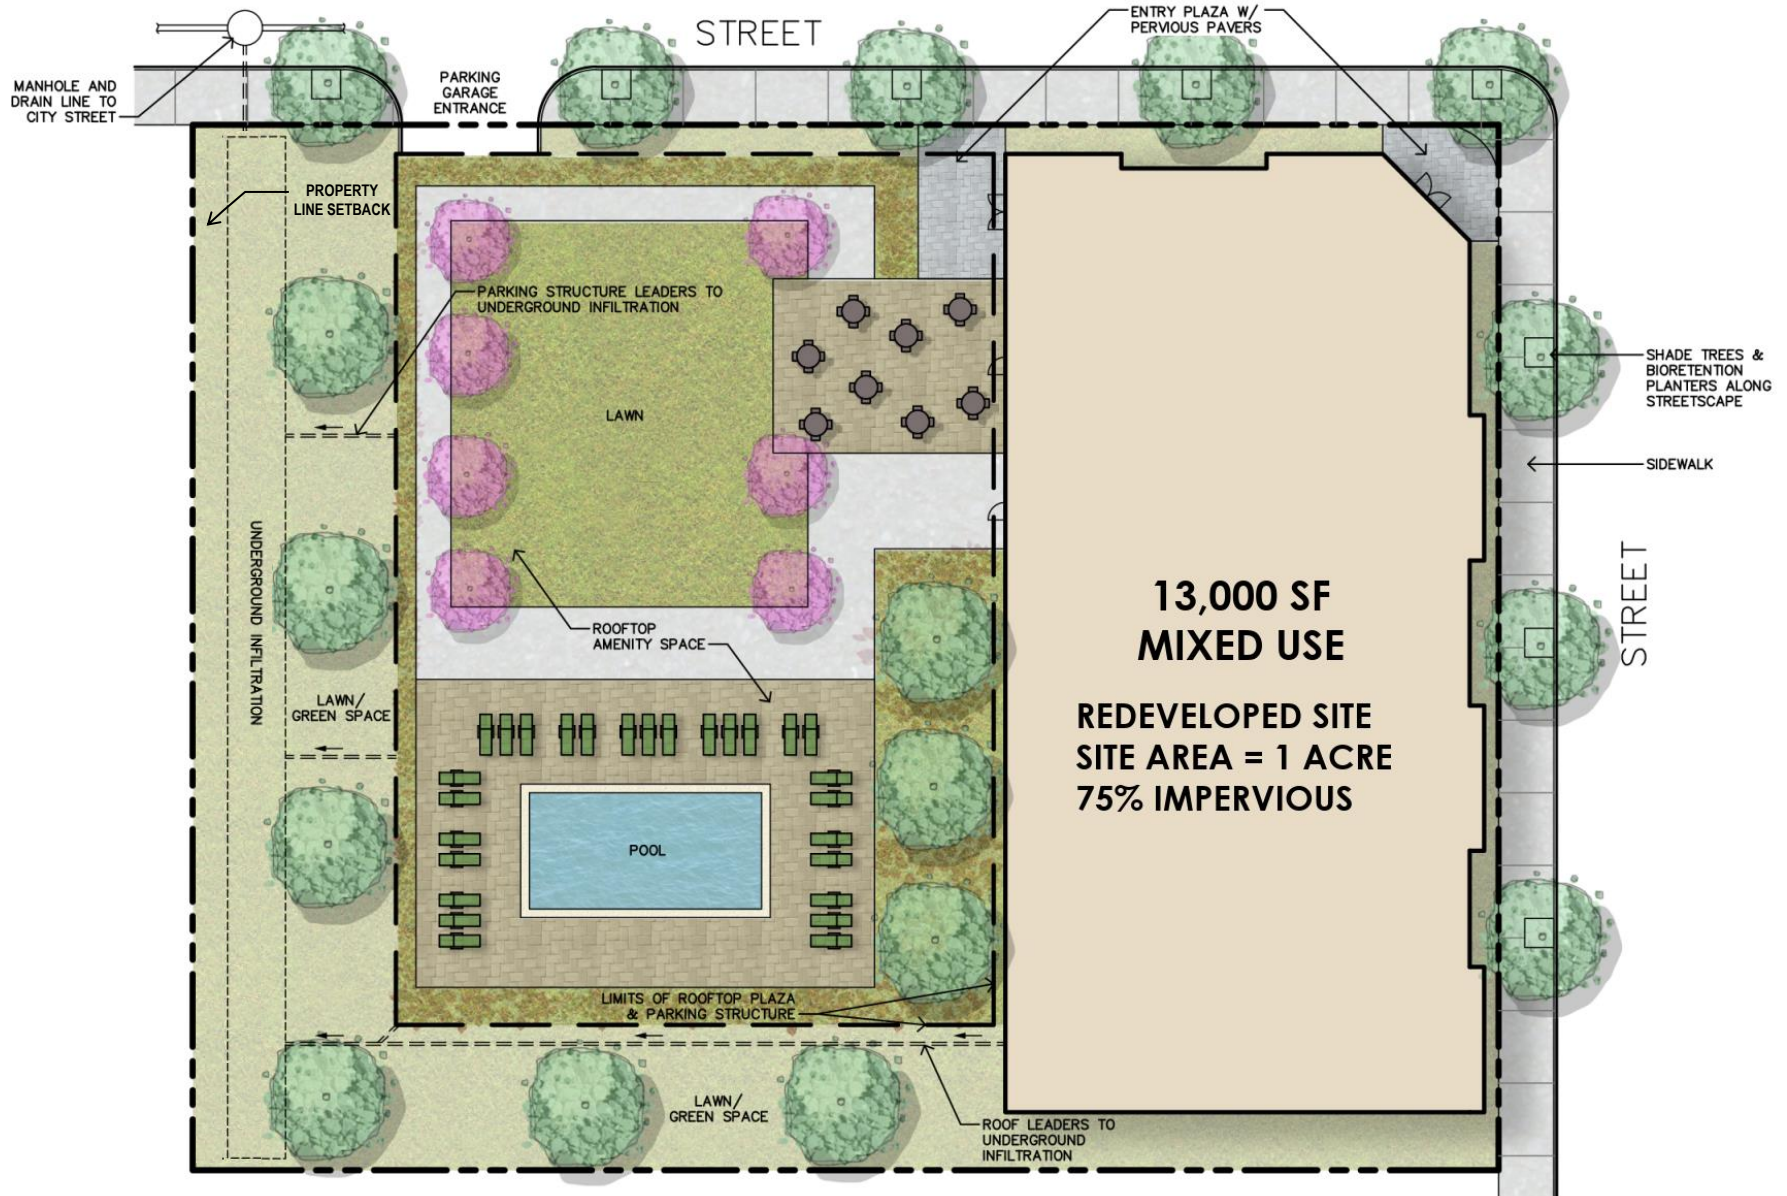 STREET
ENTRY PLAZA W/
PERVIOUS PAVERS
MANHOLE AND
DRAIN LINE TO
CITY STREET
PARKING
GARAGE
ENTRANCE
PROPERTY
LINE SETBACK
PARKING STRUCTURE LEADERS TO
UNDERGROUND INFILTRATION
LAWN
SHADE TREES &
BIORETENTION
PLANTERS ALONG
STREETSCAPE
SIDEWALK
STREET
UNDERGROUND INFILTRATION
13,000 SF
MIXED USE
REDEVELOPED SITE
SITE AREA = 1 ACRE
75% IMPERVIOUS
ROOFTOP
AMENITY SPACE
LAWN/
GREEN SPACE
POOL
LIMITS OF ROOFTOP PLAZA
& PARKING STRUCTURE
LAWN/
GREEN SPACE
ROOF LEADERS TO
UNDERGROUND
INFILTRATION